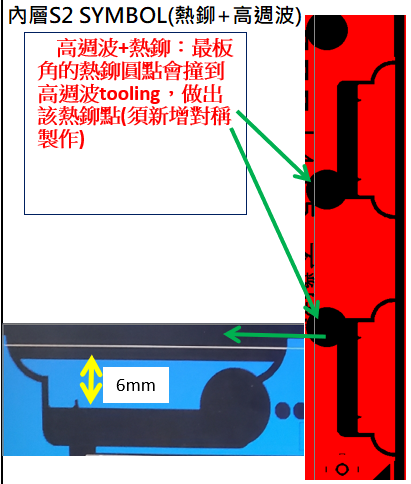 內層S2 SYMBOL(熱鉚+高週波)
高週波+熱鉚：最板
角的熱鉚圓點會撞到
高週波tooling，做出
該熱鉚點(須新增對稱
製作)
6mm